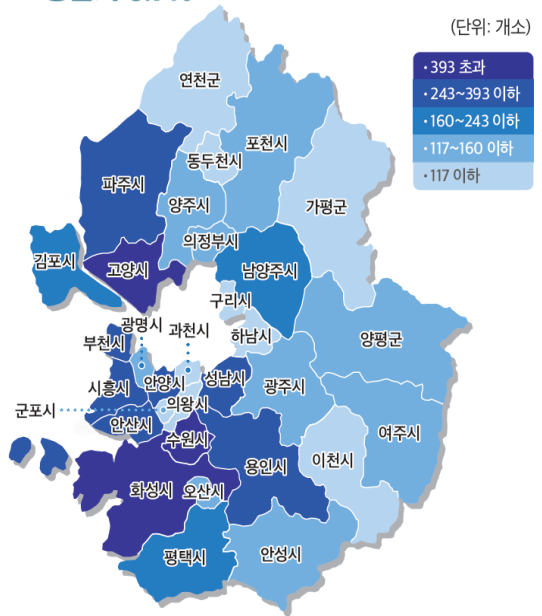 (단위: 개소)
· 393 초과
· 243~393 이하
· 160~243 이하
· 117~160 이하
· 117 이하
연천군
포천시
동두천시
파주시
양주시
가평군
의정부시
김포시
고양시
남양주시
구리시
광명시
과천시
하남시
양평군
부천시
시흥시
안양시
성남시
광주시
군포시
의왕시
안산시
수원시
여주시
용인시
이천시
화성시
오산시
평택시
안성시